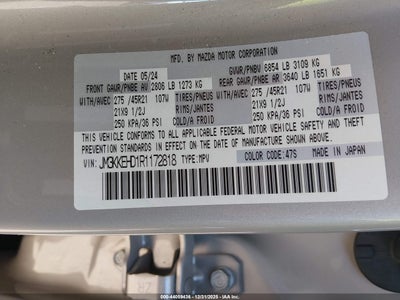 MFD. BY MAZDA MOTOR CORPORATION
DATE 05/24 GVWR/PNBV 6854 LB 3109 KG
FRONT GAWR/PNBE AV 2806 LB 1273 KG REAR GAWR/PNBE AR 3640 LB 1651 KG
WITH/AVEC 275 /45R21 107W TIRES/PNEUS WITH/AVEC 275 /45R21 107W TIRES/PNEUS
21X9 1/2J RIMS/JANTES 21X9 1/2J RIMS/JANTES
250 KPA/36 PSI COLD/A FROID 250 KPA/36 PSI COLD/A FROID
THIS VEHICLE CONFORMS TO ALL APPLICABLE FEDERAL MOTOR VEHICLE SAFETY, BUMPER, AND THEFT
PREVENTION STANDARDS IN EFFECT ON THE DATE OF MANUFACTURE SHOWN ABOVE.
VIN: JM3KKEHD1R1172818 TYPE:MPV COLOR CODE:47S MADE IN JAPAN
000-44059436 - 12/31/2025 - IAA Inc.